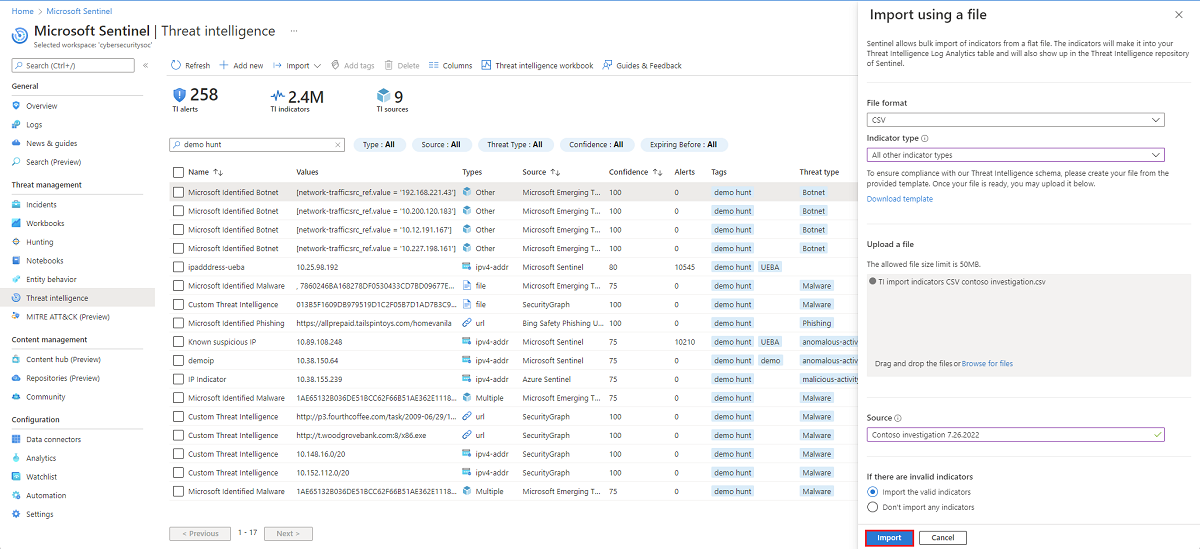 Home > Microsoft Sentinel
Microsoft Sentinel | Threat intelligence ...
Selected workspace: 'cybersecuritysoc'
Search (Ctrl+/) «
General
Overview
Logs
News & guides
Search (Preview)
Threat management
Incidents
Workbooks
Hunting
Notebooks
Entity behavior
Threat intelligence
MITRE ATT&CK (Preview)
Content management
Content hub (Preview)
Repositories (Preview)
Community
Configuration
Data connectors
Analytics
Watchlist
Automation
Settings
Refresh Add new Import Add tags Delete Columns Threat intelligence workbook Guides & Feedback
258 2.4M 9
TI alerts TI indicators TI sources
demo hunt Type : All Source : All Threat Type : All Confidence : All Expiring Before : All
Name Values Types Source Confidence Alerts Tags Threat type
Microsoft Identified Botnet [network-traffic:src_ref.value = '192.168.221.43'] Other Microsoft Emerging T... 100 0 demo hunt Botnet
Microsoft Identified Botnet [network-traffic:src_ref.value = '10.200.120.183'] Other Microsoft Emerging T... 100 0 demo hunt Botnet
Microsoft Identified Botnet [network-traffic:src_ref.value = '10.12.191.167'] Other Microsoft Emerging T... 100 0 demo hunt Botnet
Microsoft Identified Botnet [network-traffic:src_ref.value = '10.227.198.161'] Other Microsoft Emerging T... 100 0 demo hunt Botnet
ipadddress-ueba 10.25.98.192 ipv4-addr Microsoft Sentinel 80 10545 demo hunt UEBA
Microsoft Identified Malware , 7860246BA168278DF0530433CD7BD09677E... file Microsoft Emerging T... 75 0 demo hunt Malware
Custom Threat Intelligence 013B5F1609DB979519D1C2F05B7D1AD7B3C9... file SecurityGraph 100 0 demo hunt Malware
Microsoft Identified Phishing https://allprepaid.tailspintoys.com/homevanila url Bing Safety Phishing U... 100 0 demo hunt Phishing
Known suspicious IP 10.89.108.248 ipv4-addr Microsoft Sentinel 75 10210 demo hunt UEBA anomalous-activ
demoip 10.38.150.64 ipv4-addr Microsoft Sentinel 75 0 demo hunt demo anomalous-activ
IP Indicator 10.38.155.239 ipv4-addr Azure Sentinel 75 0 demo hunt malicious-activity
Microsoft Identified Malware 1AE65132B036DE51BCC62F66B51AE362E1118... Multiple Microsoft Emerging T... 75 0 demo hunt Malware
Custom Threat Intelligence http://p3.fourthcoffee.com/task/2009-06/29/1... url SecurityGraph 100 0 demo hunt Malware
Custom Threat Intelligence http://t.woodgrovebank.com:8/x86.exe url SecurityGraph 100 0 demo hunt Malware
Custom Threat Intelligence 10.148.16.0/20 ipv4-addr SecurityGraph 100 0 demo hunt Malware
Custom Threat Intelligence 10.152.112.0/20 ipv4-addr SecurityGraph 100 0 demo hunt Malware
Microsoft Identified Malware 1AE65132B036DE51BCC62F66B51AE362E1118... Multiple Microsoft Emerging T... 75 0 demo hunt Malware
< Previous 1 - 17 Next >
Import using a file
Sentinel allows bulk import of indicators from a flat file. The indicators will make it into your
Threat Intelligence Log Analytics table and will also show up in the Threat Intelligence repository
of Sentinel.
File format
CSV
Indicator type
All other indicator types
To ensure compliance with our Threat Intelligence schema, please create your file from the
provided template. Once your file is ready, you may upload it below.
Download template
Upload a file
The allowed file size limit is 50MB.
TI import indicators CSV contoso investigation.csv
Drag and drop the files or Browse for files
Source
Contoso investigation 7.26.2022
If there are invalid indicators
Import the valid indicators
Don't import any indicators
Import Cancel